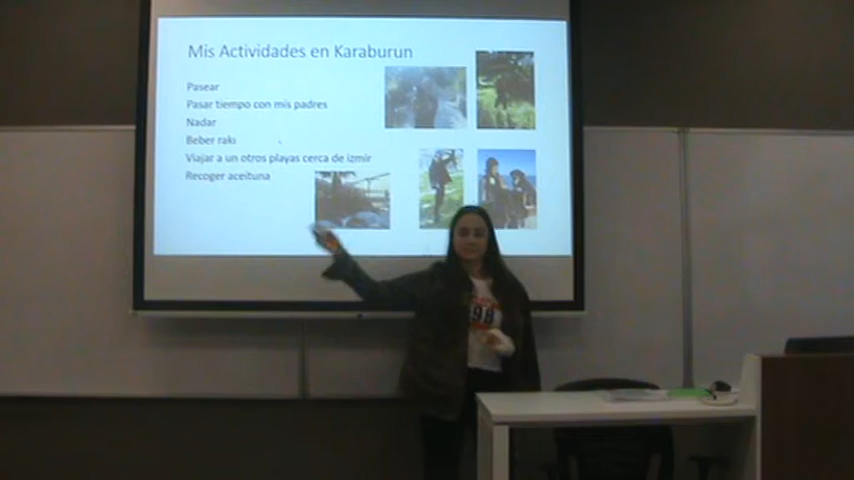 Mis Actividades en Karaburun
Pasear
Pasar tiempo con mis padres
Nadar
Beber rakı
Viajar a un otros playas cerca de izmir
Recoger aceituna
98